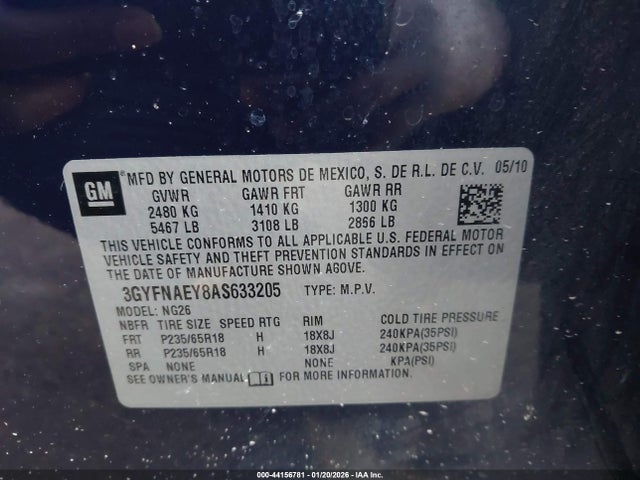 GM
® MFD BY GENERAL MOTORS DE MEXICO, S. DE R.L. DE C.V. 05/10
GVWR GAWR FRT GAWR RR
2480 KG 1410 KG 1300 KG
5467 LB 3108 LB 2866 LB
THIS VEHICLE CONFORMS TO ALL APPLICABLE U.S. FEDERAL MOTOR
VEHICLE SAFETY AND THEFT PREVENTION STANDARDS IN EFFECT ON
THE DATE OF MANUFACTURE SHOWN ABOVE.
3GYFNAEY8AS633205 TYPE: M.P.V.
MODEL: NG26
NBFR TIRE SIZE SPEED RTG RIM COLD TIRE PRESSURE
FRT P235/65R18 H 18X8J 240KPA(35PSI)
RR P235/65R18 H 18X8J 240KPA(35PSI)
SPA NONE NONE KPA(PSI)
SEE OWNER'S MANUAL FOR MORE INFORMATION.
000-44156781 - 01/20/2026 - IAAI.COM